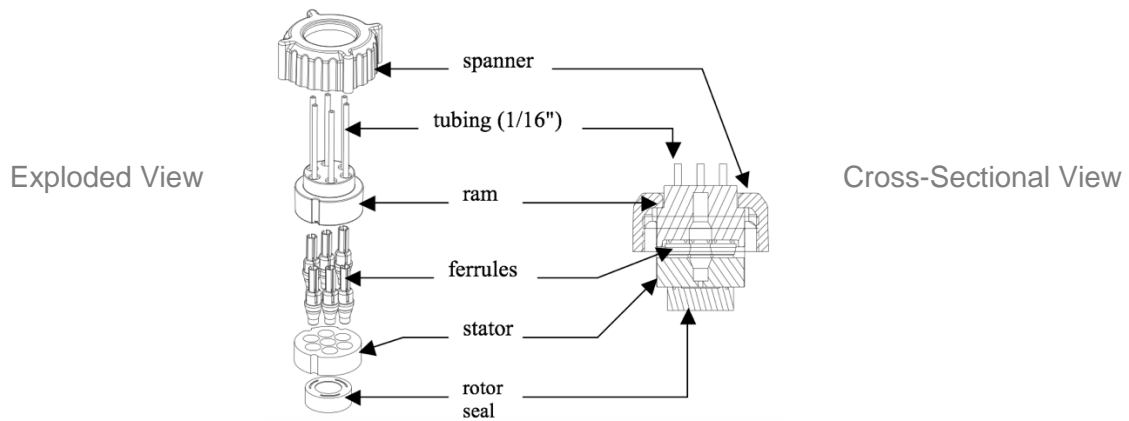 spanner
tubing (1/16")
Exploded View
Cross-Sectional View
ram
ferrules
stator
rotor
seal